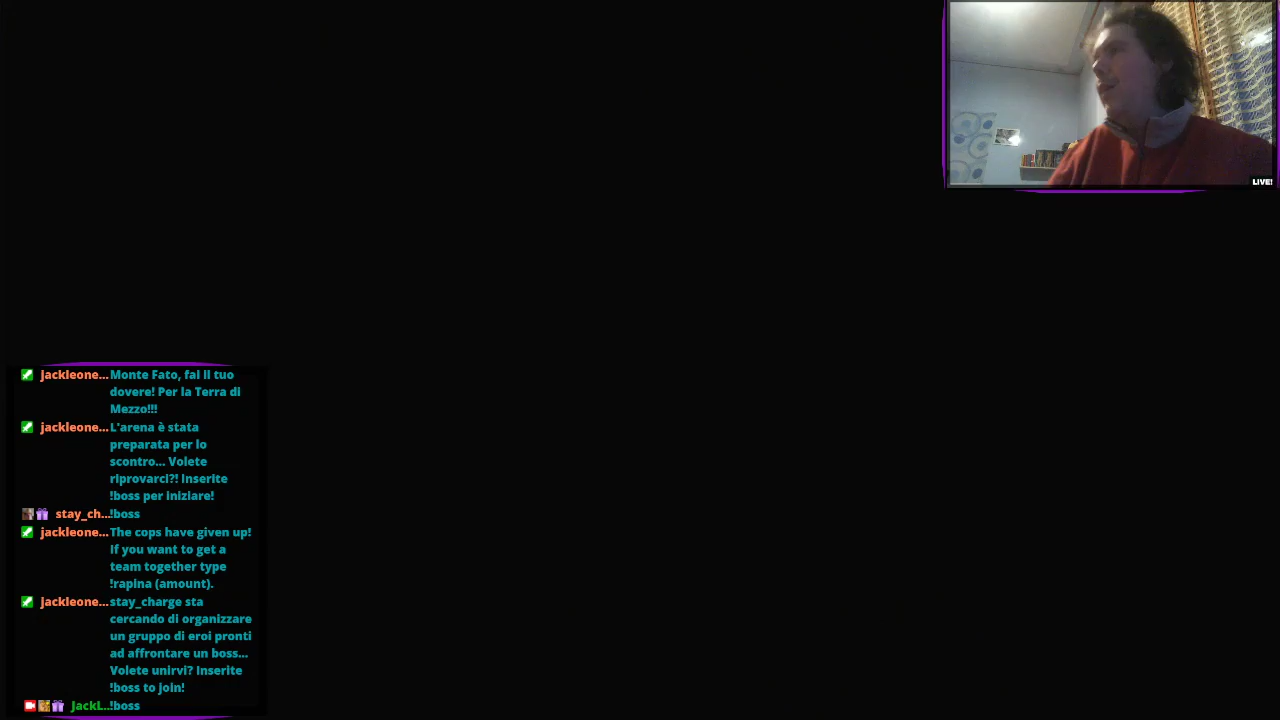 LIVE!
jackleone... Monte Fato, fai il tuo
dovere! Per la Terra di
Mezzo!!!
jackleone... L'arena è stata
preparata per lo
scontro... Volete
riprovarci?! Inserite
!boss per iniziare!
stay_ch... !boss
jackleone... The cops have given up!
If you want to get a
team together type
!rapina (amount).
jackleone... stay_charge sta
cercando di organizzare
un gruppo di eroi pronti
ad affrontare un boss...
Volete unirvi? Inserite
!boss to join!
JackL... !boss